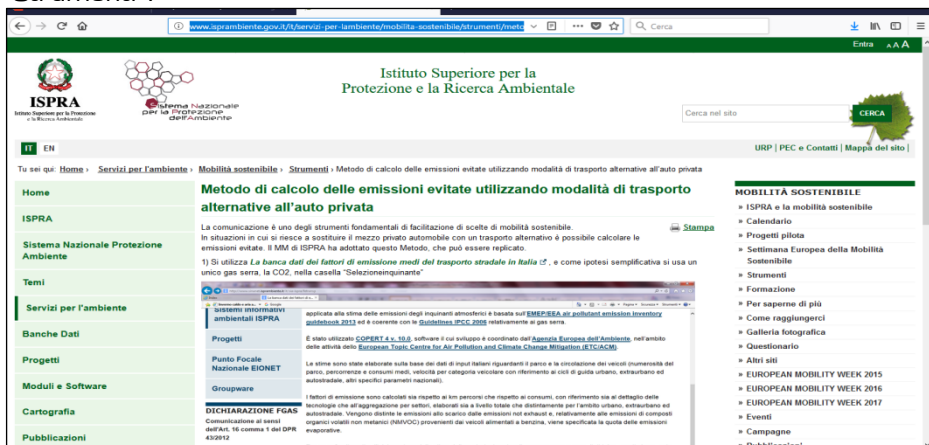 www.isprambiente.gov.it/it/servizi-per-lambiente/mobilita-sostenibile/strumenti/meto
Cerca
Entra AAA
ISPRA
Istituto Superiore per la Protezione
e la Ricerca Ambientale
Sistema Nazionale
per la Protezione
dell'Ambiente
Istituto Superiore per la
Protezione e la Ricerca Ambientale
Cerca nel sito
CERCA
IT EN
URP | PEC e Contatti | Mappa del sito |
Tu sei qui: Home › Servizi per l'ambiente › Mobilità sostenibile › Strumenti › Metodo di calcolo delle emissioni evitate utilizzando modalità di trasporto alternative all'auto privata
Home
ISPRA
Sistema Nazionale Protezione
Ambiente
Temi
Servizi per l'ambiente
Banche Dati
Progetti
Moduli e Software
Cartografia
Pubblicazioni
Metodo di calcolo delle emissioni evitate utilizzando modalità di trasporto
alternative all'auto privata
Stampa
La comunicazione è uno degli strumenti fondamentali di facilitazione di scelte di mobilità sostenibile.
In situazioni in cui si riesce a sostituire il mezzo privato automobile con un trasporto alternativo è possibile calcolare le
emissioni evitate. Il MM di ISPRA ha adottato questo Metodo, che può essere replicato.
1) Si utilizza La banca dati dei fattori di emissione medi del trasporto stradale in Italia , e come ipotesi semplificativa si usa un
unico gas serra, la CO2, nella casella "Selezioneinquinante"
Sistemi informativi
ambientali ISPRA
Progetti
Punto Focale
Nazionale EIONET
Groupware
DICHIARAZIONE FGAS
Comunicazione ai sensi
dell'Art. 16 comma 1 del DPR
43/2012
applicata alla stima delle emissioni degli inquinanti atmosferici è basata sull'EMEP/EEA air pollutant emission inventory
guidebook 2013 ed è coerente con le Guidelines IPCC 2006 relativamente ai gas serra.
È stato utilizzato COPERT 4 v. 10.0, software il cui sviluppo è coordinato dall'Agenzia Europea dell'Ambiente, nell'ambito
delle attività dello European Topic Centre for Air Pollution and Climate Change Mitigation (ETC/ACM).
Le stime sono state elaborate sulla base dei dati di input italiani riguardanti il parco e la circolazione dei veicoli (numerosità del
parco, percorrenze e consumi medi, velocità per categoria veicolare con riferimento ai cicli di guida urbano, extraurbano ed
autostradale, altri specifici parametri nazionali).
I fattori di emissione sono calcolati sia rispetto ai km percorsi che rispetto ai consumi, con riferimento sia al dettaglio delle
tecnologie che all'aggregazione per settori, elaborati sia a livello totale che distintamente per l'ambito urbano, extraurbano ed
autostradale. Vengono distinte le emissioni allo scarico dalle emissioni not exhaust e, relativamente alle emissioni di composti
organici volatili non metanici (NMVOC) provenienti dai veicoli alimentati a benzina, viene specificata la quota delle emissioni
evaporative.
MOBILITÀ SOSTENIBILE
» ISPRA e la mobilità sostenibile
» Calendario
» Progetti pilota
» Settimana Europea della Mobilità
Sostenibile
» Strumenti
» Formazione
» Per saperne di più
» Come raggiungerci
» Galleria fotografica
» Questionario
» Altri siti
» EUROPEAN MOBILITY WEEK 2015
» EUROPEAN MOBILITY WEEK 2016
» EUROPEAN MOBILITY WEEK 2017
» Eventi
» Campagne